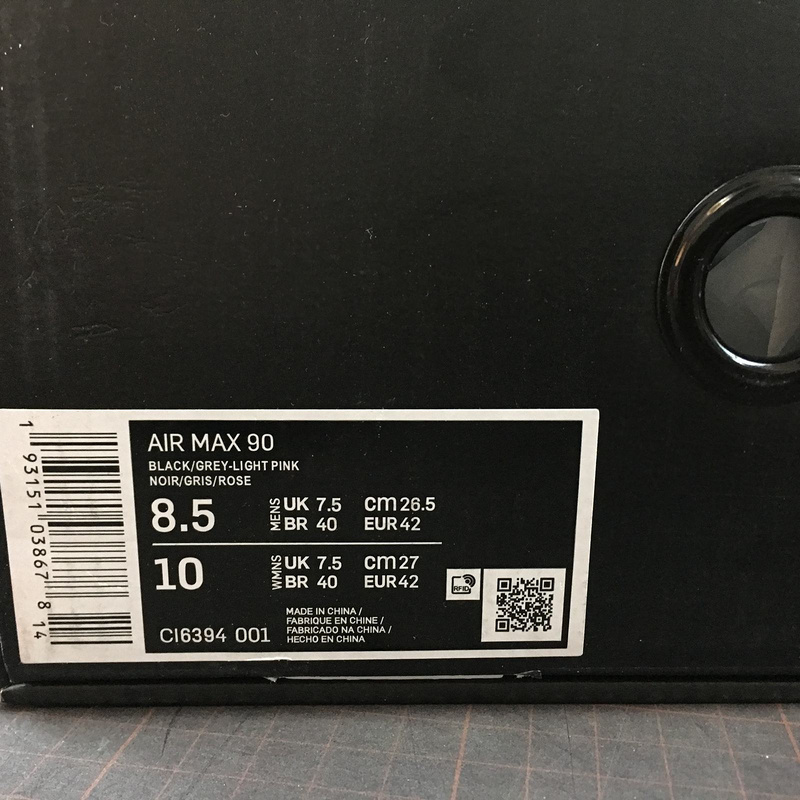 AIR MAX 90
BLACK/GREY-LIGHT PINK
NOIR/GRIS/ROSE
8.5 MENS UK 7.5 CM 26.5
BR 40 EUR 42
10 WMNS UK 7.5 CM 27
BR 40 EUR 42
RFID
MADE IN CHINA /
FABRIQUE EN CHINE /
FABRICADO NA CHINA /
HECHO EN CHINA
CI6394 001
1 93151 03867 8 14